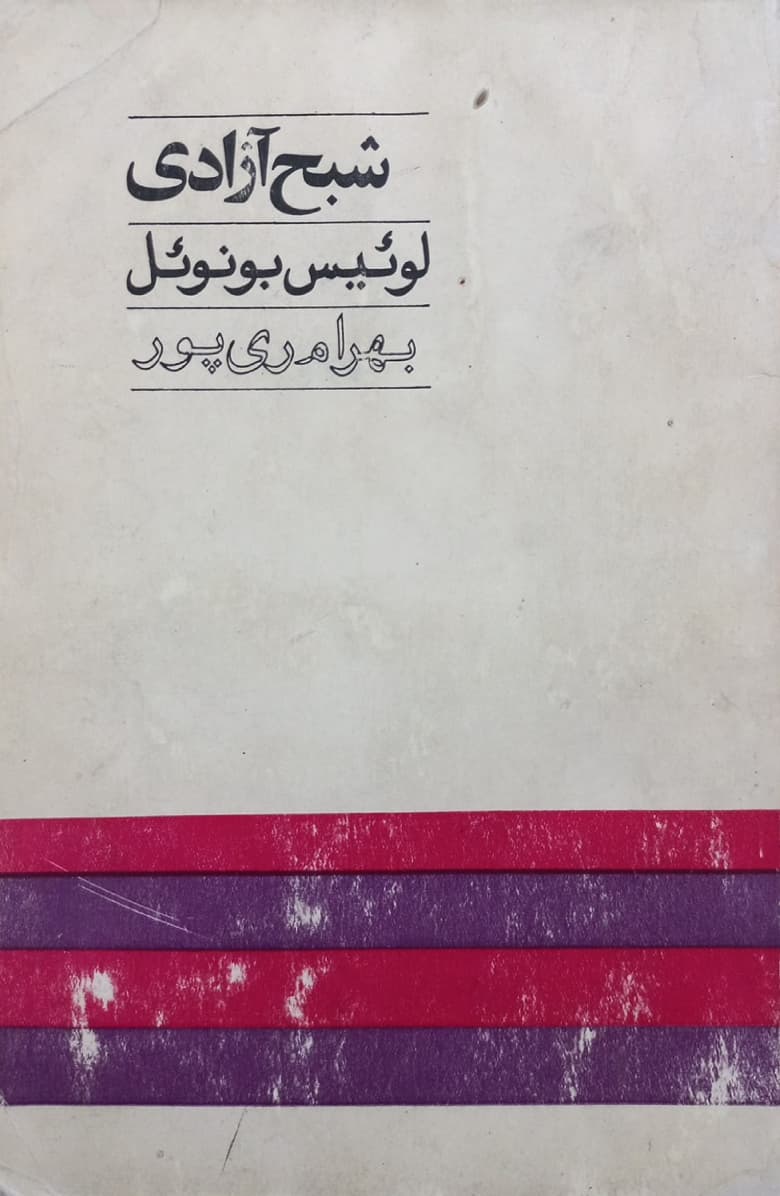 شبح آزادی
لوئیس بونوئل
بهرام ری پور